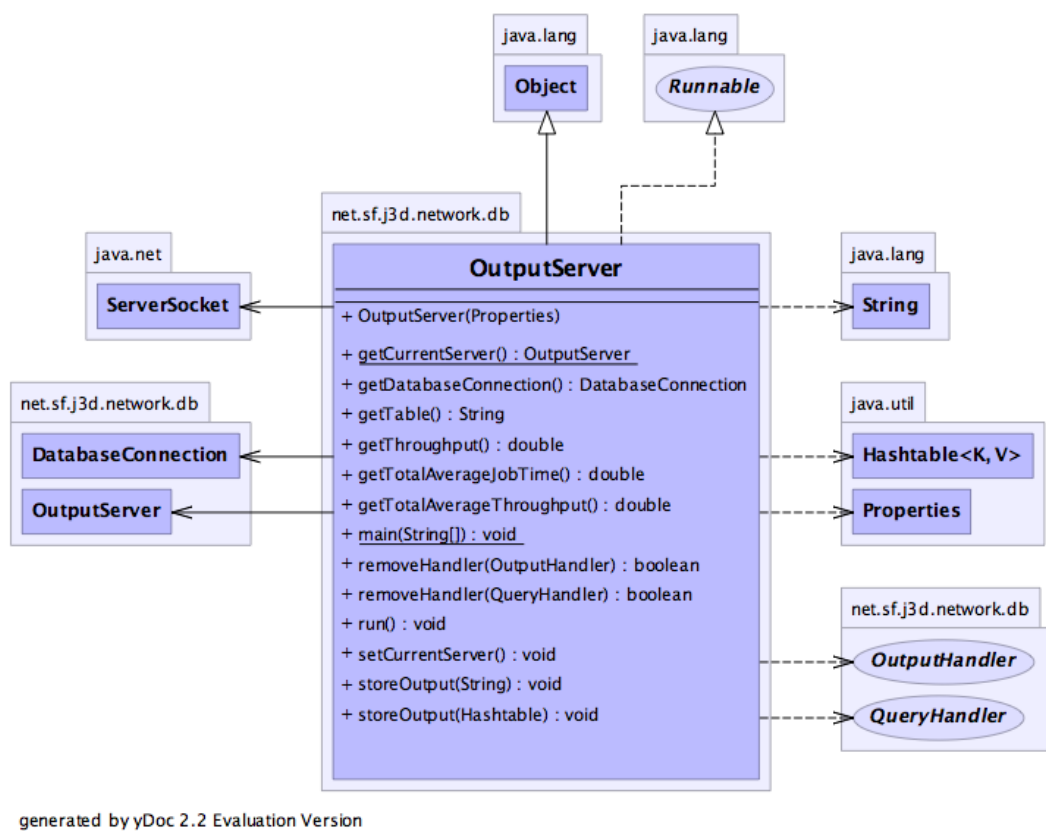 java.lang
Object
java.lang
Runnable
net.sf.j3d.network.db
OutputServer
+ OutputServer(Properties)
+ getCurrentServer() : OutputServer
+ getDatabaseConnection() : DatabaseConnection
+ getTable() : String
+ getThroughput() : double
+ getTotalAverageJobTime() : double
+ getTotalAverageThroughput() : double
+ main(String[]) : void
+ removeHandler(OutputHandler) : boolean
+ removeHandler(QueryHandler) : boolean
+ run() : void
+ setCurrentServer() : void
+ storeOutput(String) : void
+ storeOutput(Hashtable) : void
java.net
ServerSocket
net.sf.j3d.network.db
DatabaseConnection
OutputServer
java.lang
String
java.util
Hashtable<K, V>
Properties
net.sf.j3d.network.db
OutputHandler
QueryHandler
generated by yDoc 2.2 Evaluation Version